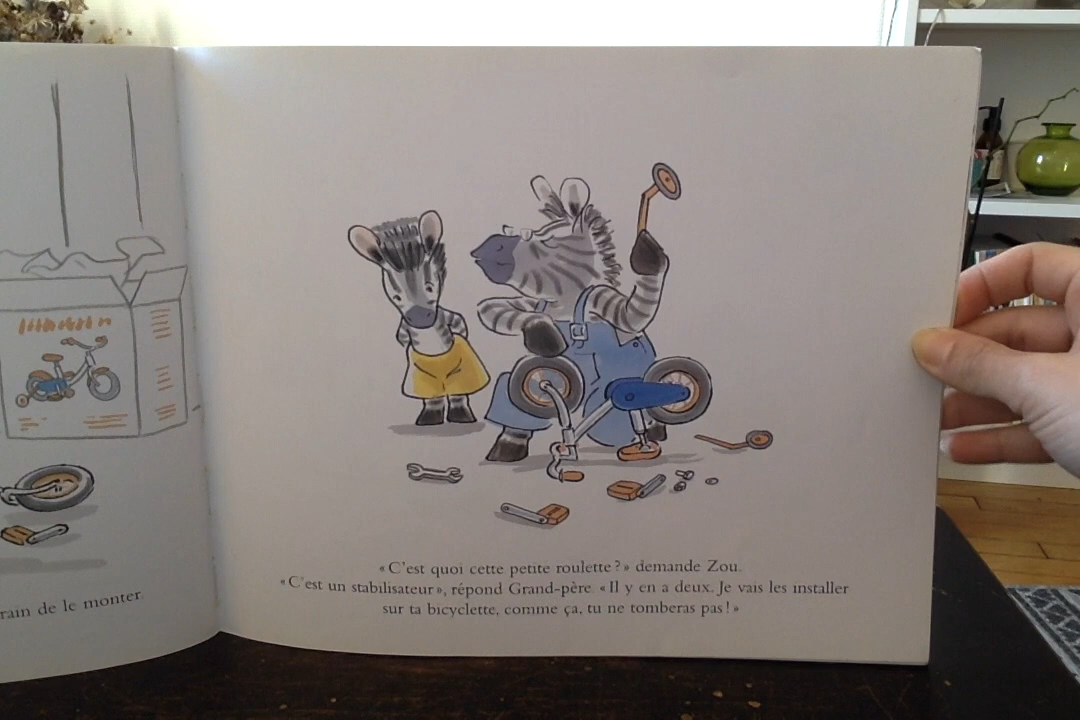 rain de le monter.
« C'est quoi cette petite roulette ? » demande Zou.
« C'est un stabilisateur », répond Grand-père. « Il y en a deux. Je vais les installer
sur ta bicyclette, comme ça, tu ne tomberas pas ! »